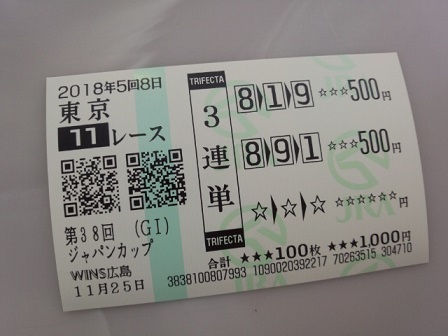 2018年5回8日
東京
11レース
第38回 (GI)
ジャパンカップ
WINS広島
11月25日
TRIFECTA
3連単
TRIFECTA
8▶1▶9 ☆☆☆500円
8▶9▶1 ☆☆☆500円
☆▶☆▶☆ ☆☆☆☆☆☆円
合計 ★★★100枚 ★★★1,000円
3838100807993 1090020392217 70263515 304710
JRA